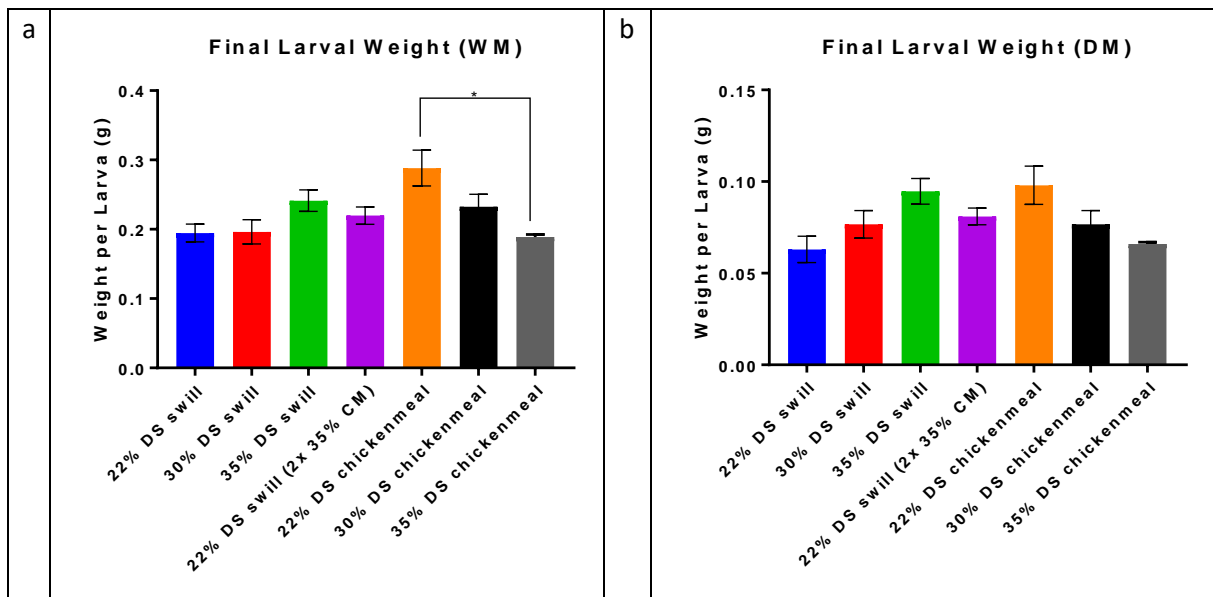 a
Final Larval Weight (WM)
Weight per Larva (g)
0.4
0.3
0.2
0.1
0.0
*
22% DS swill
30% DS swill
35% DS swill
22% DS swill (2x 35% CM)
22% DS chickenmeal
30% DS chickenmeal
35% DS chickenmeal
b
Final Larval Weight (DM)
Weight per Larva (g)
0.15
0.10
0.05
0.00
22% DS swill
30% DS swill
35% DS swill
22% DS swill (2x 35% CM)
22% DS chickenmeal
30% DS chickenmeal
35% DS chickenmeal